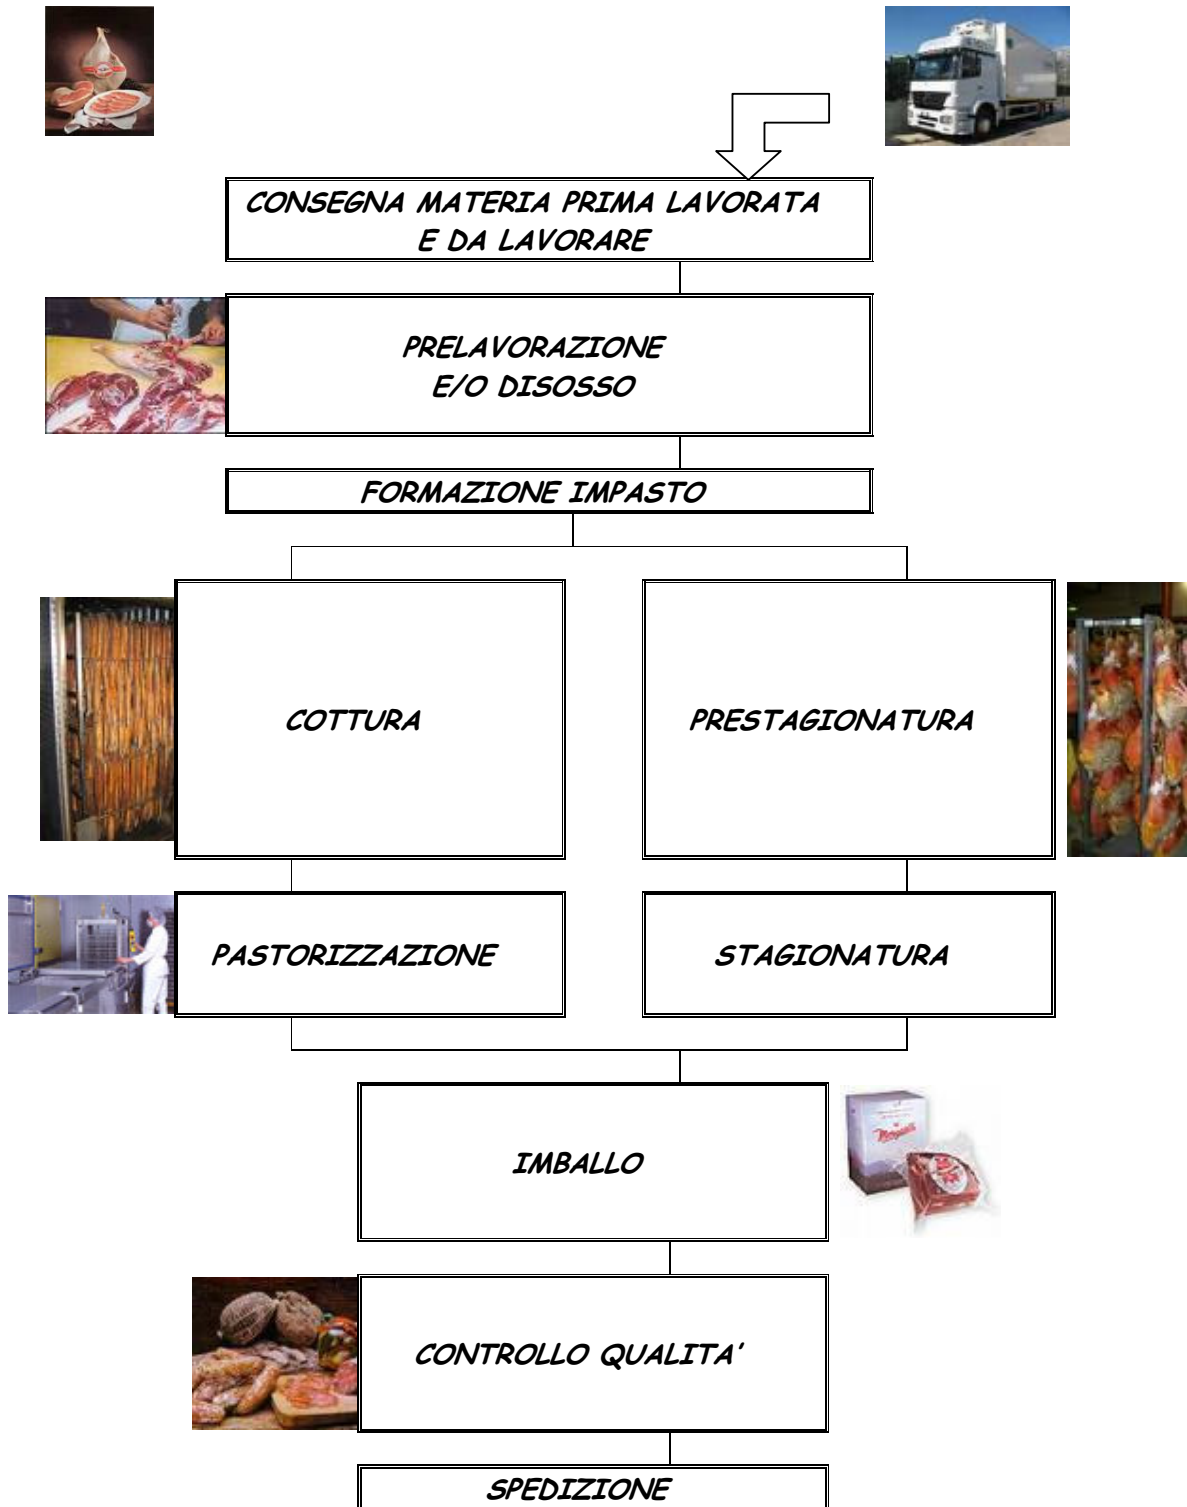 CONSEGNA MATERIA PRIMA LAVORATA
E DA LAVORARE
PRELAVORAZIONE
E/O DISOSSO
FORMAZIONE IMPASTO
COTTURA
PRESTAGIONATURA
PASTORIZZAZIONE
STAGIONATURA
IMBALLO
CONTROLLO QUALITA'
SPEDIZIONE